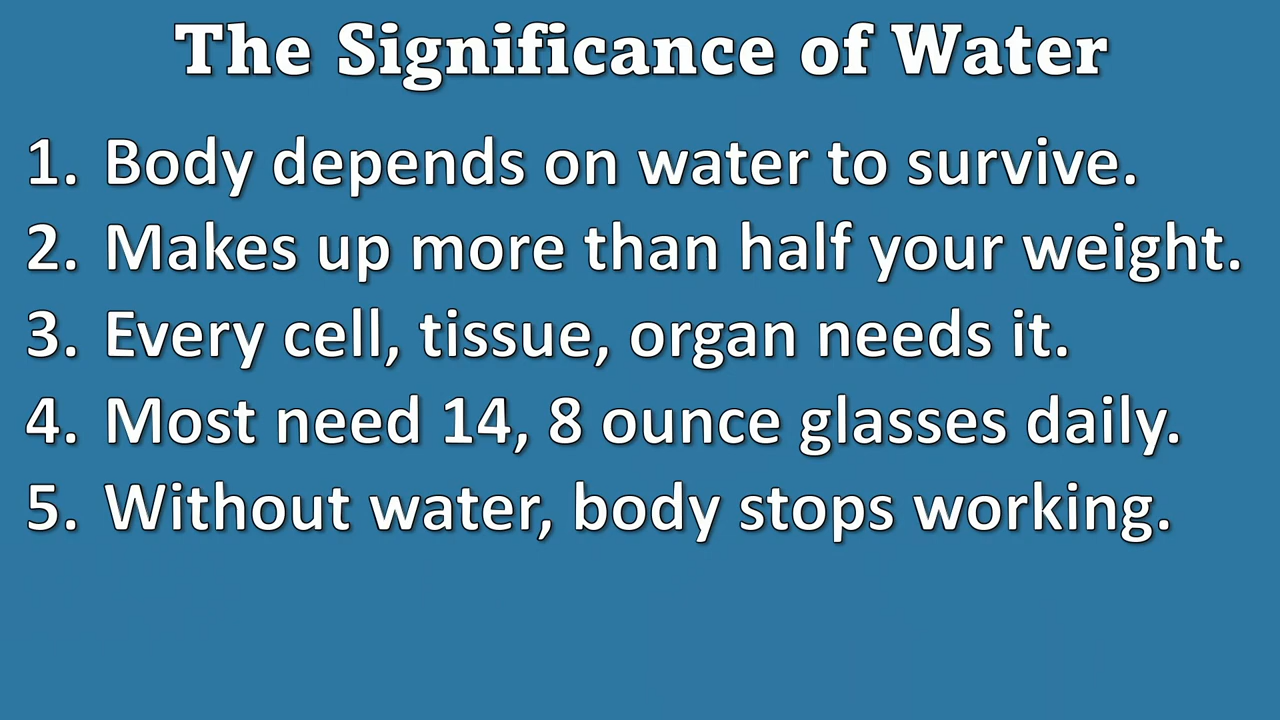 The Significance of Water
1. Body depends on water to survive.
2. Makes up more than half your weight.
3. Every cell, tissue, organ needs it.
4. Most need 14, 8 ounce glasses daily.
5. Without water, body stops working.